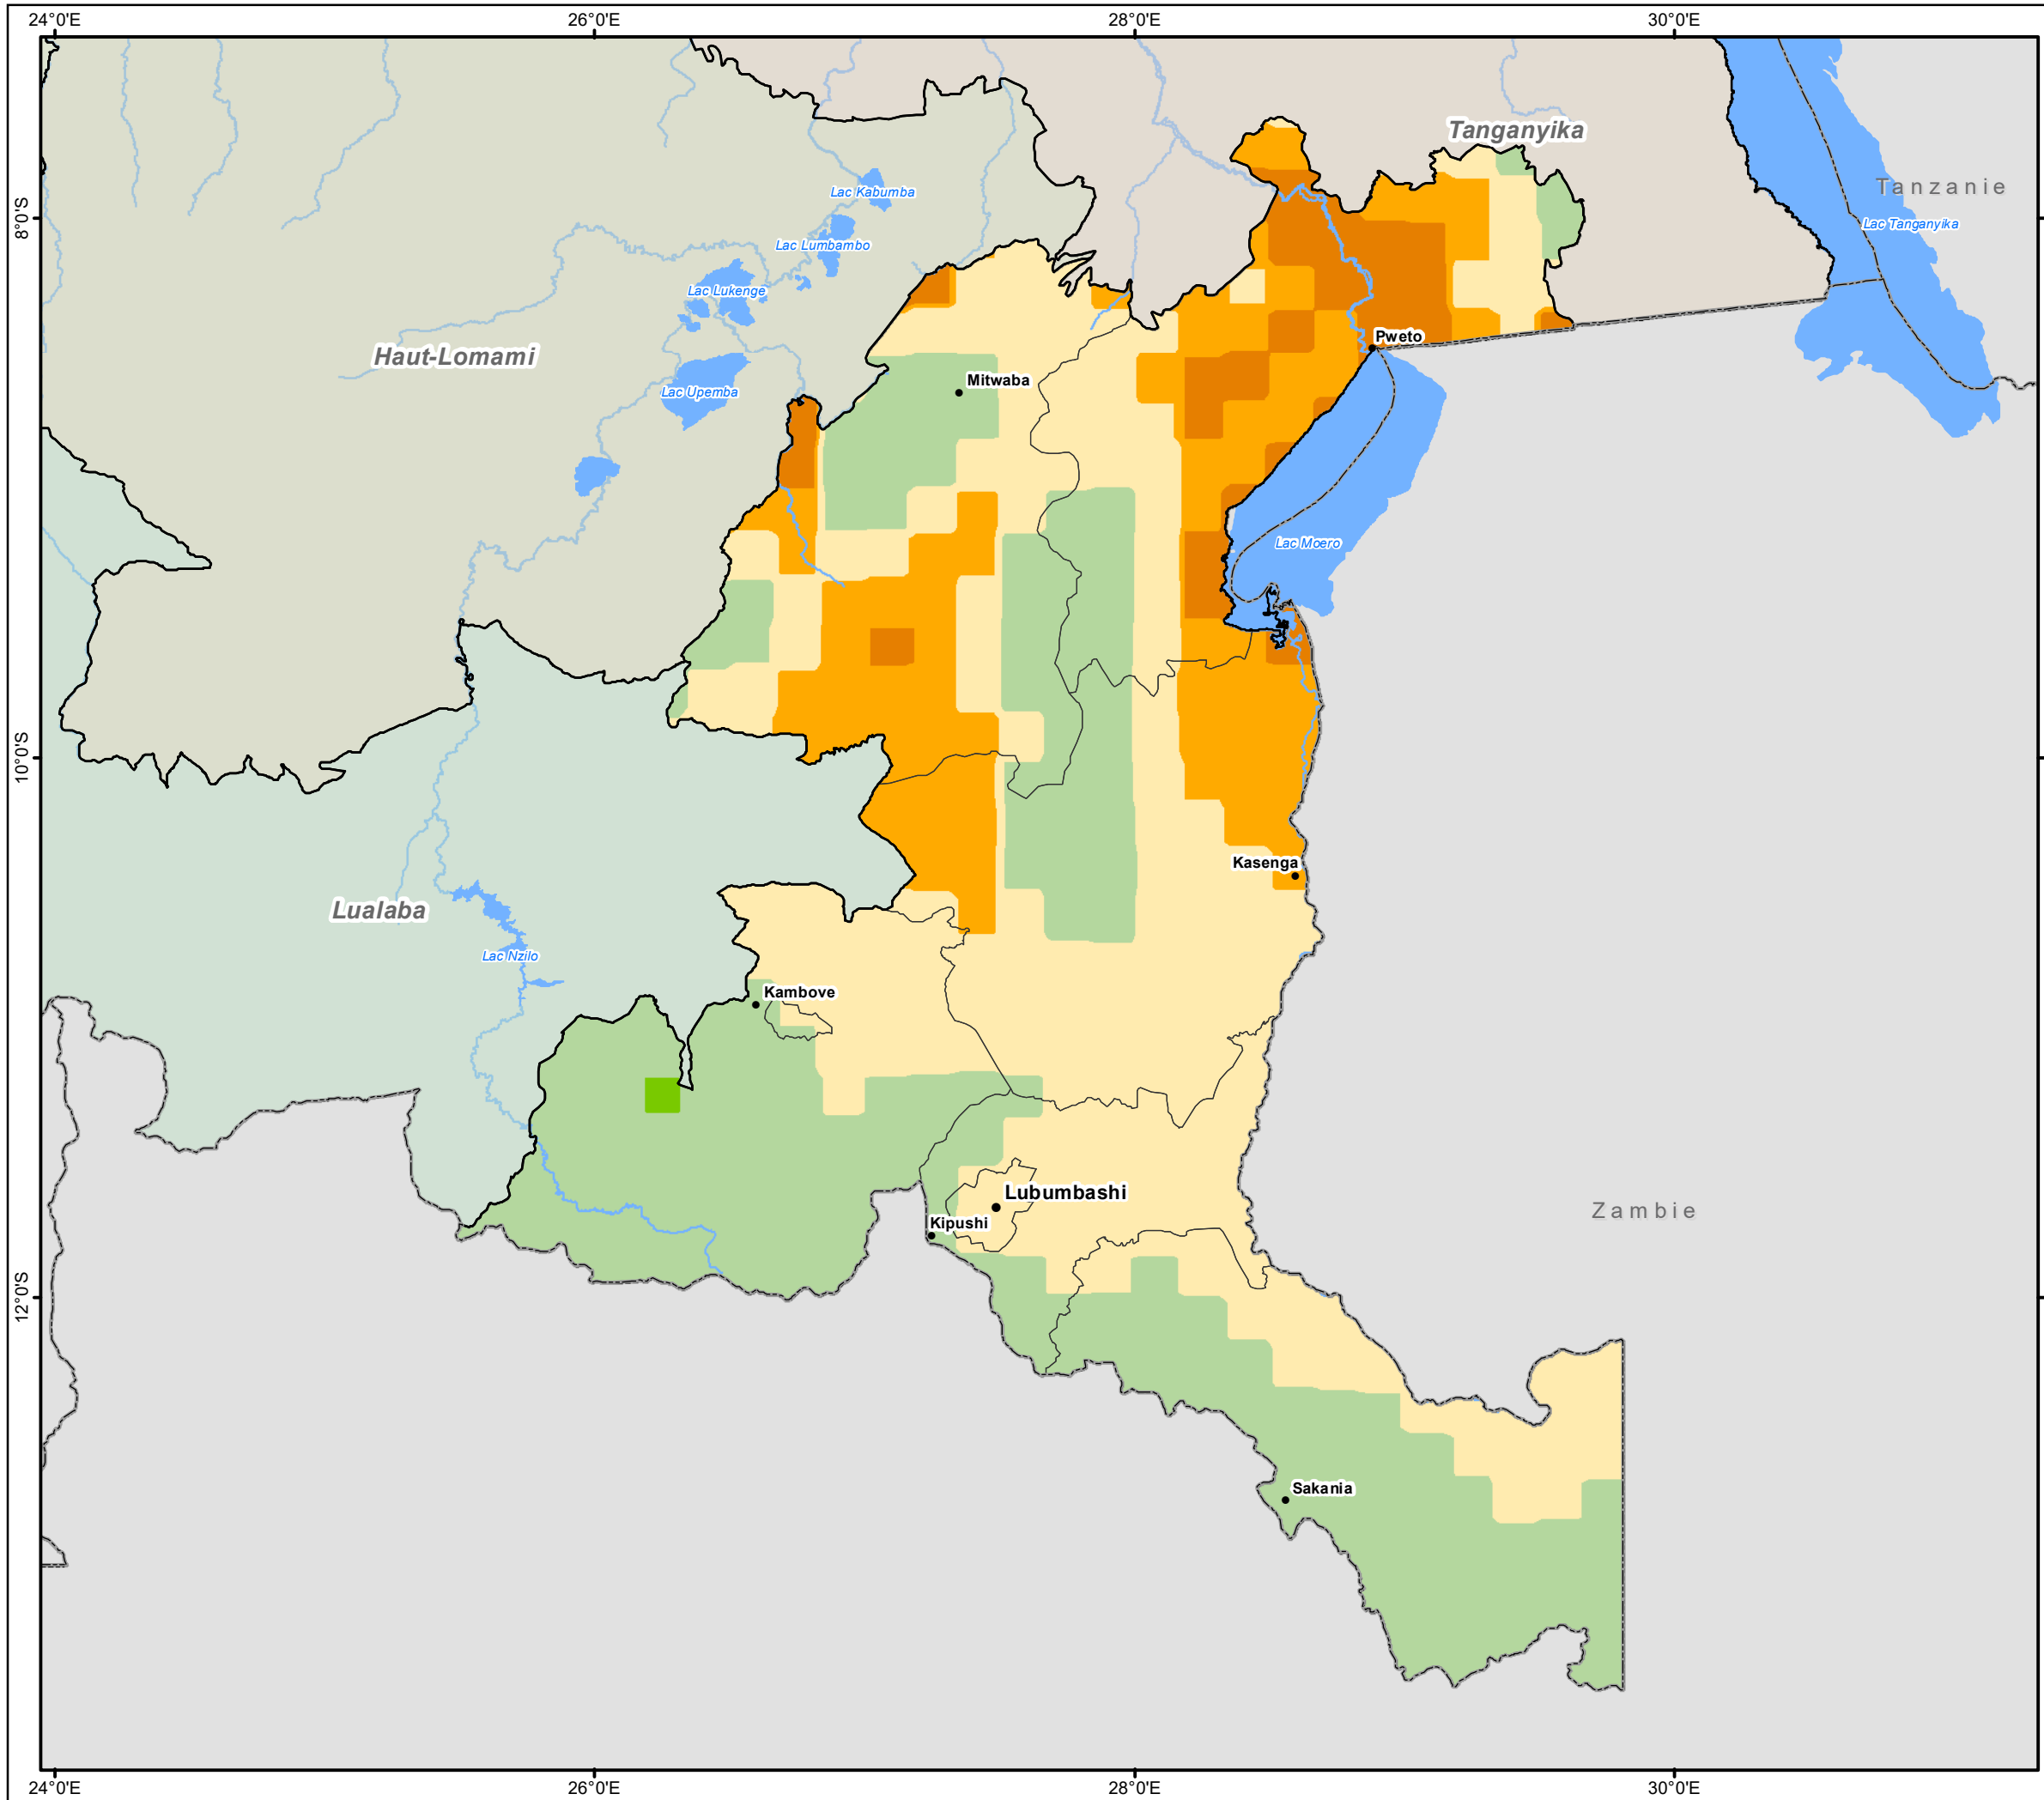 24°0'E 26°0'E 28°0'E 30°0'E
Tanganyika
Tanzanie
Lac Kabumba
8°0'S
Lac Tanganyika
Lac Lumbambo
Lac Lukenge
Pweto
Haut-Lomami
Mitwaba
Lac Upemba
Lac Moero
10°0'S
Kasenga
Lualaba
Lac Nzilo
Kambove
Lubumbashi
Zambie
Kipushi
12°0'S
Sakania
24°0'E 26°0'E 28°0'E 30°0'E